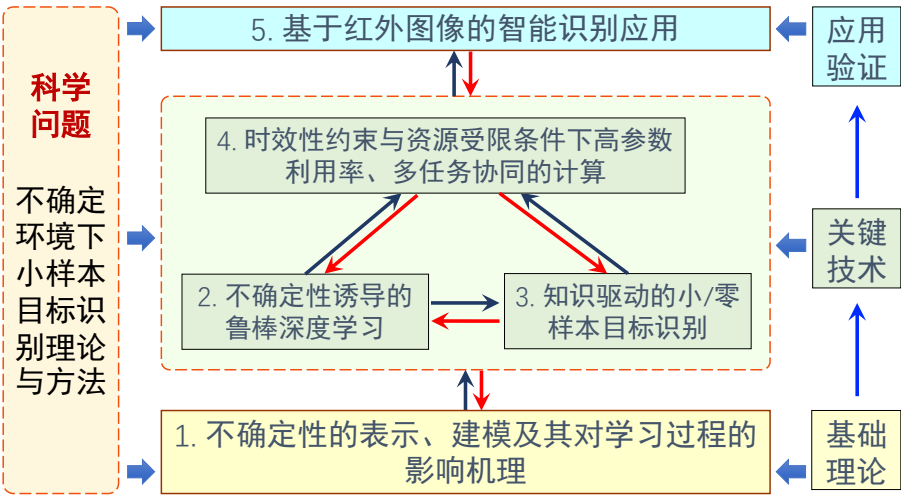 科学
问题
不确定
环境下
小样本
目标识
别理论
与方法
5. 基于红外图像的智能识别应用
4. 时效性约束与资源受限条件下高参数
利用率、多任务协同的计算
2. 不确定性诱导的
鲁棒深度学习
3. 知识驱动的小/零
样本目标识别
1. 不确定性的表示、建模及其对学习过程的
影响机理
应用
验证
关键
技术
基础
理论